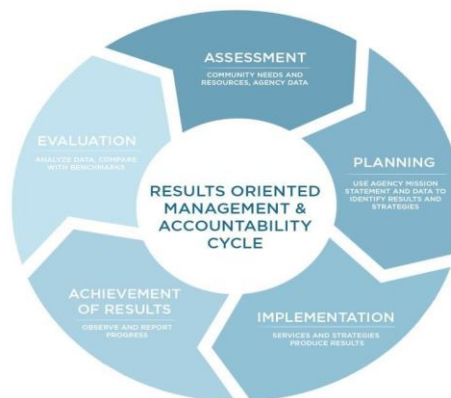 ASSESSMENT
COMMUNITY NEEDS AND
RESOURCES, AGENCY DATA
PLANNING
USE AGENCY MISSION
STATEMENT AND DATA TO
IDENTIFY RESULTS AND
STRATEGIES
IMPLEMENTATION
SERVICES AND STRATEGIES
PRODUCE RESULTS
ACHIEVEMENT
OF RESULTS
OBSERVE AND REPORT
PROGRESS
EVALUATION
ANALYZE DATA, COMPARE
WITH BENCHMARKS
RESULTS ORIENTED
MANAGEMENT &
ACCOUNTABILITY
CYCLE